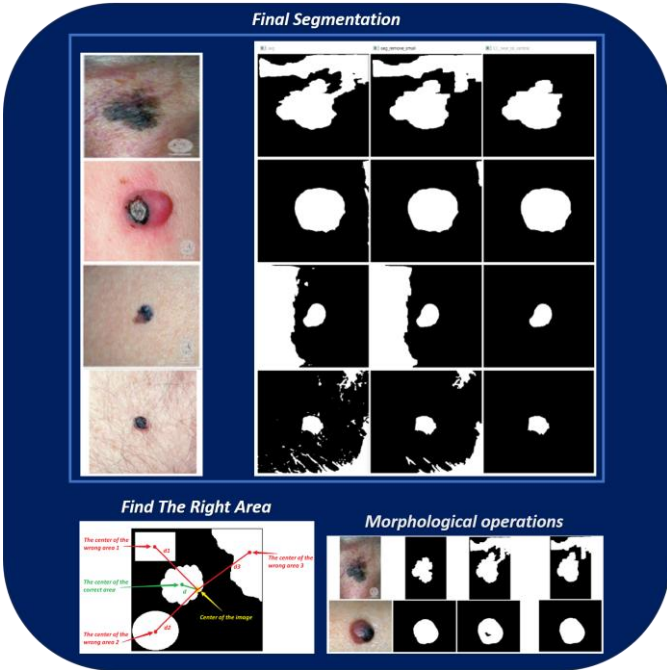 Final Segmentation
seg
seg_remove_small
Find The Right Area
The center of the
wrong area 1
d1
d3
The center of the
wrong area 3
The center of the
correct area
d
Center of the image
d2
The center of the
wrong area 2
Morphological operations